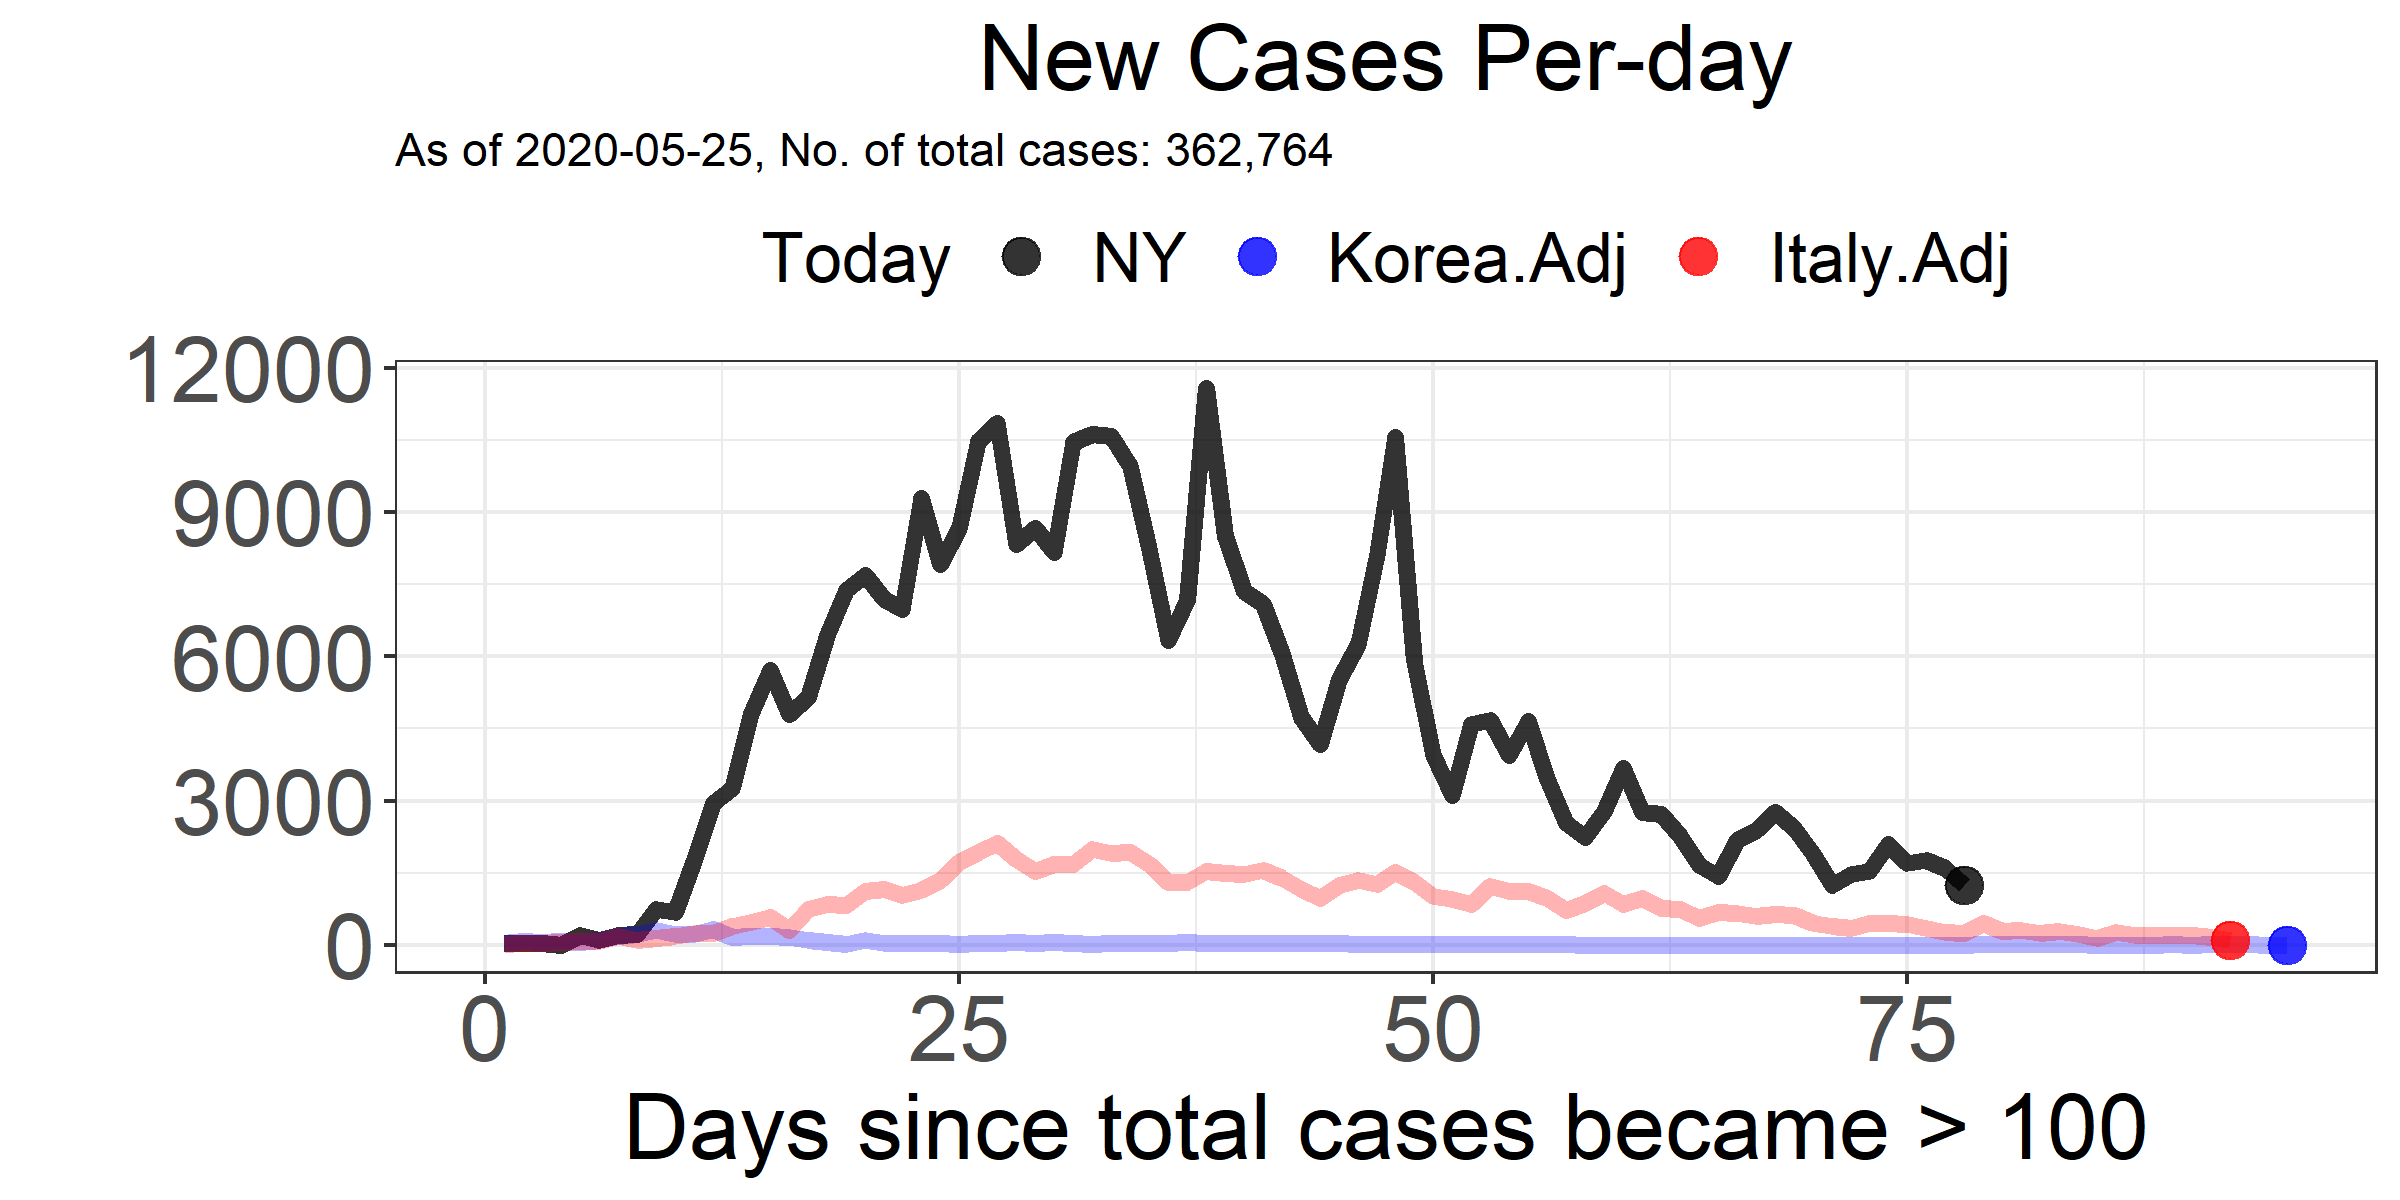 New Cases Per-day
As of 2020-05-25, No. of total cases: 362,764
Today NY Korea.Adj Italy.Adj
12000
9000
6000
3000
0
0 25 50 75
Days since total cases became > 100